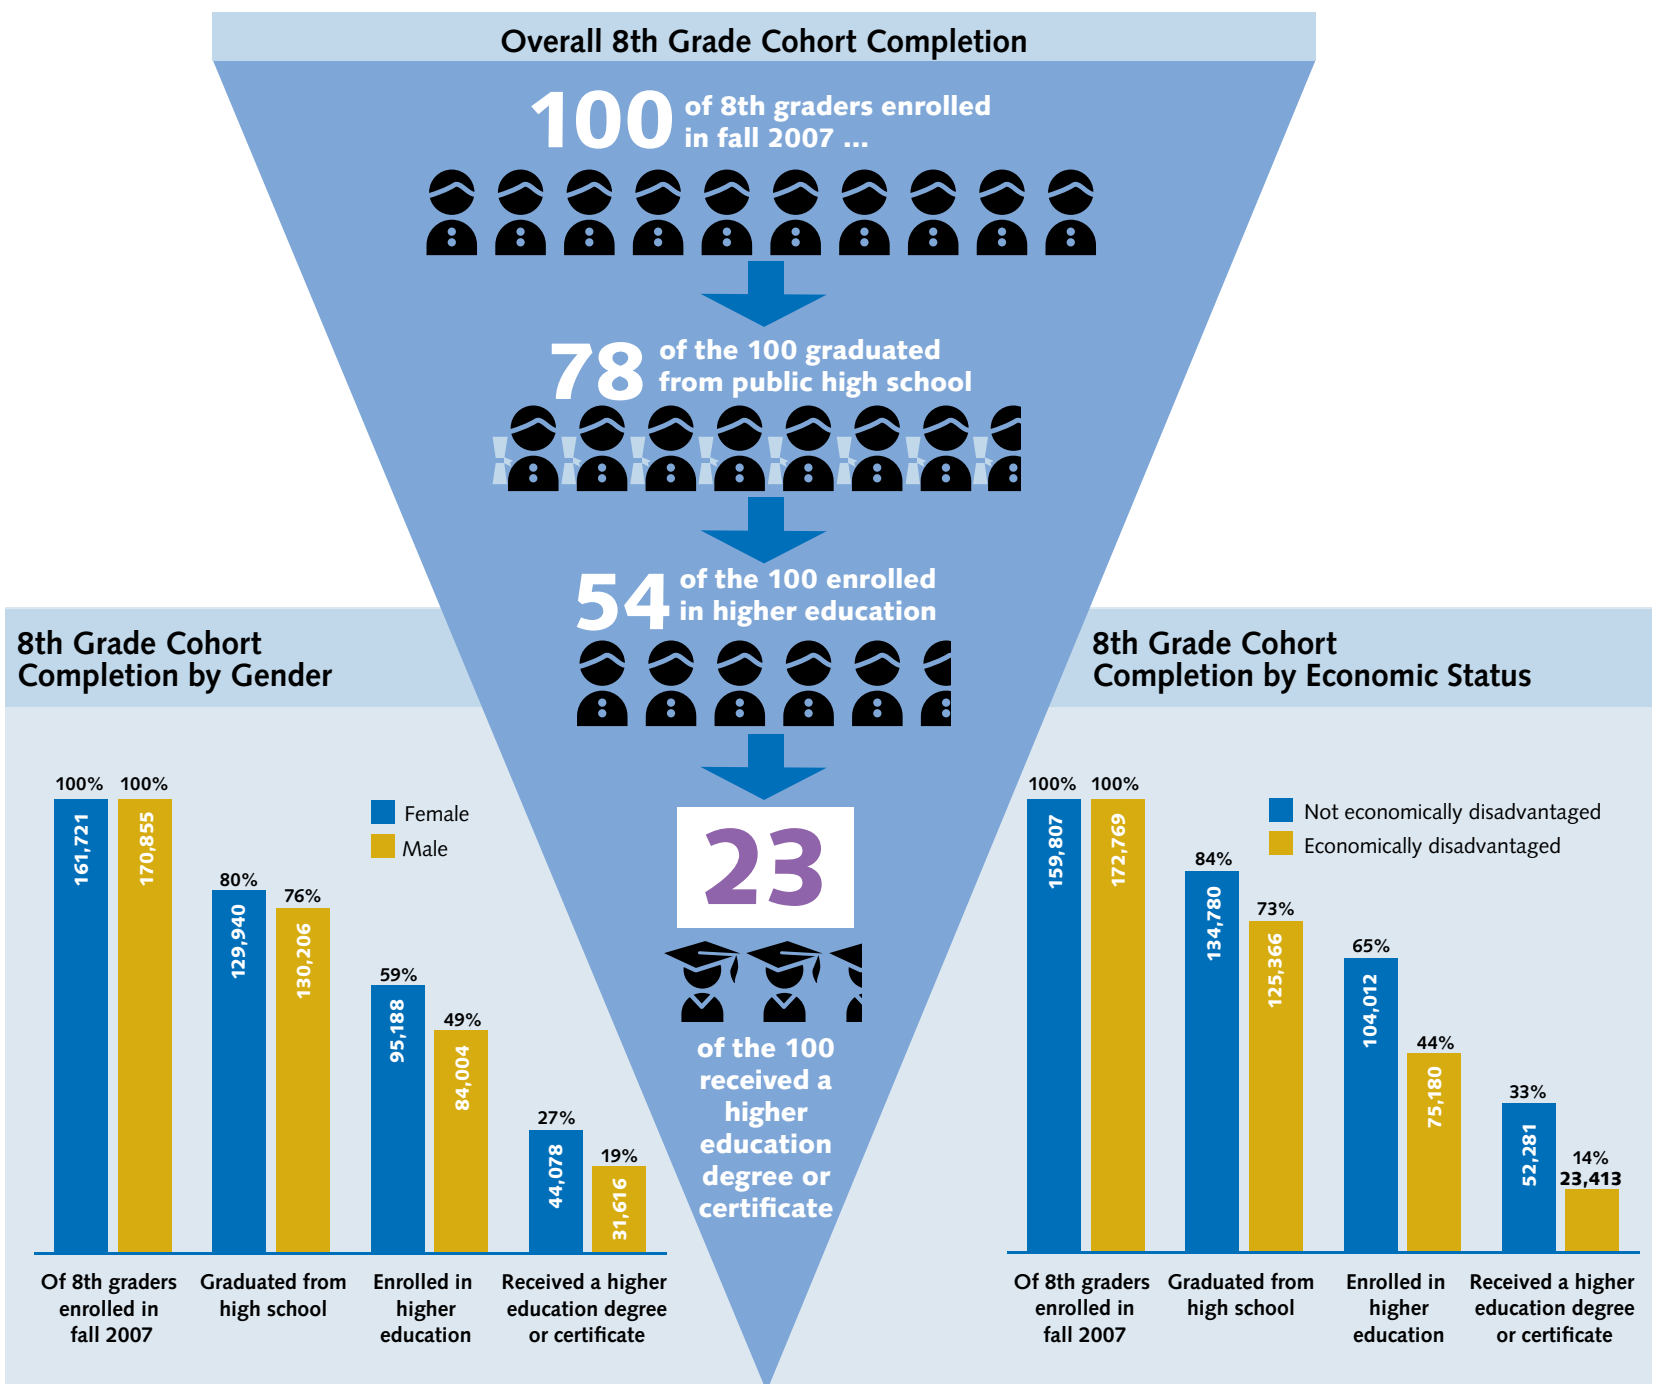 Overall 8th Grade Cohort Completion
100
of 8th graders enrolled
in fall 2007 ...
78
of the 100 graduated
from public high school
54
of the 100 enrolled
in higher education
23
of the 100
received a
higher
education
degree or
certificate
8th Grade Cohort
Completion by Gender
Female
Male
100% 100%
161,721
170,855
80%
129,940
76%
130,206
59%
95,188
49%
84,004
27%
44,078
19%
31,616
Of 8th graders
enrolled in
fall 2007
Graduated from
high school
Enrolled in
higher
education
Received a higher
education degree
or certificate
8th Grade Cohort
Completion by Economic Status
Not economically disadvantaged
Economically disadvantaged
100% 100%
159,807
172,769
84%
134,780
73%
125,366
65%
104,012
44%
75,180
33%
52,281
14%
23,413
Of 8th graders
enrolled in
fall 2007
Graduated from
high school
Enrolled in
higher
education
Received a higher
education degree
or certificate